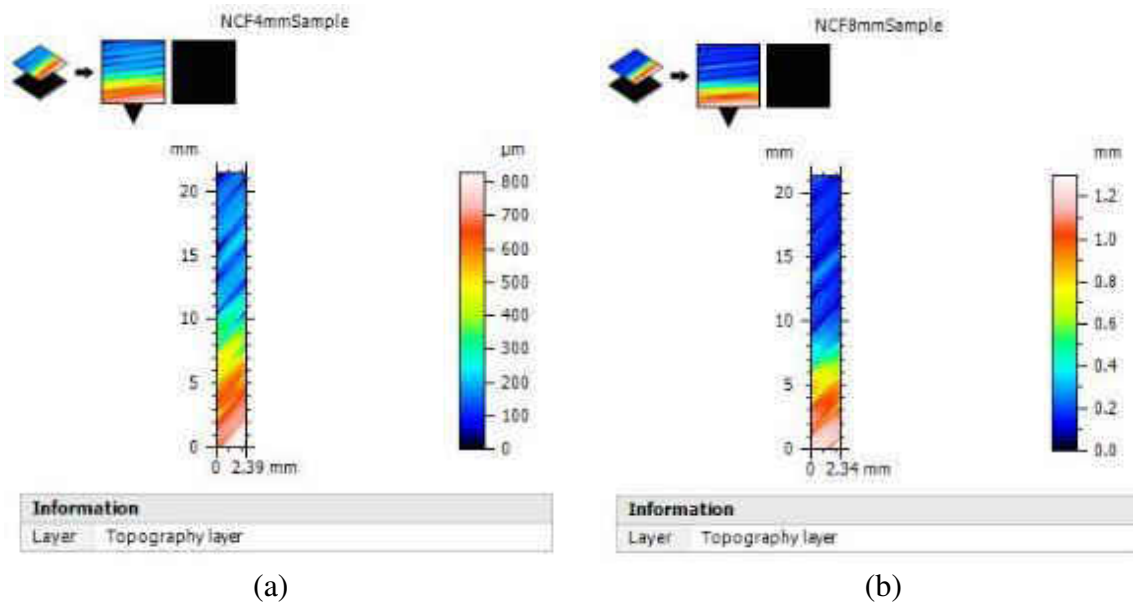 NCF4mmSample
mm
20
15
10
5
0
0 2.39 mm
µm
800
700
600
500
400
300
200
100
0
Information
Layer Topography layer
(a)
NCF8mmSample
mm
20
15
10
5
0
0 2.34 mm
mm
1.2
1.0
0.8
0.6
0.4
0.2
0.0
Information
Layer Topography layer
(b)